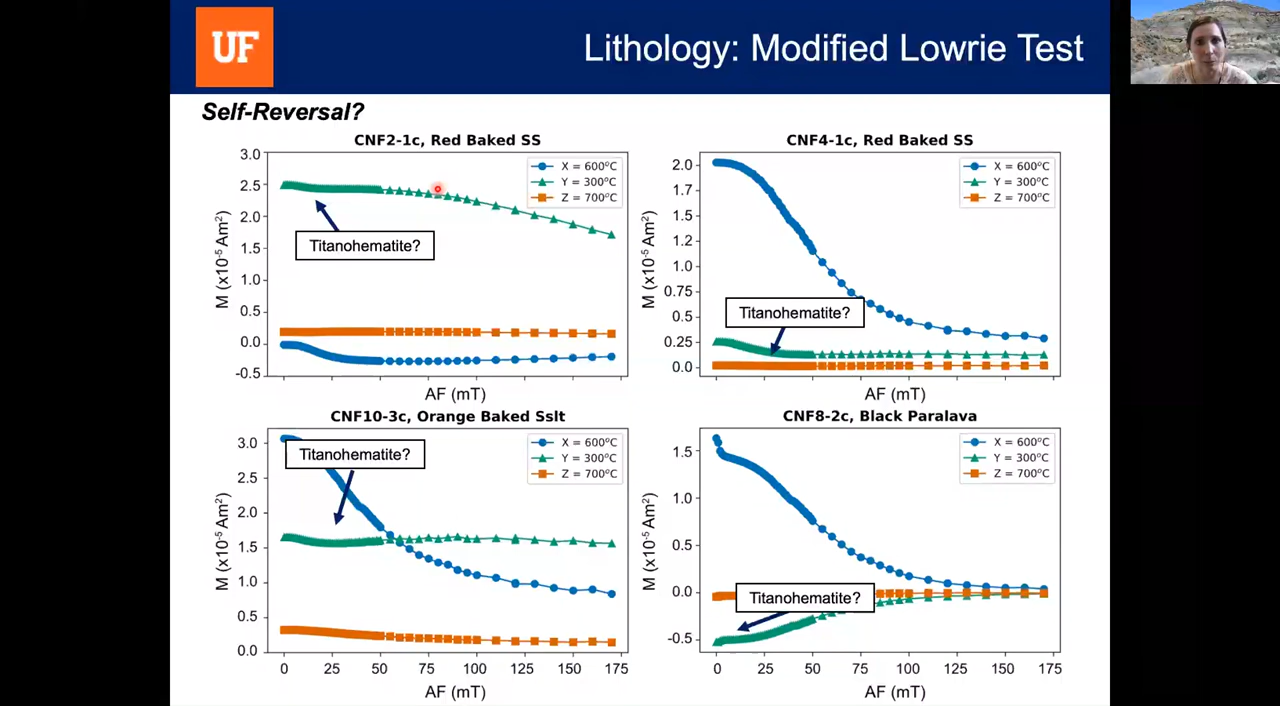 UF
Lithology: Modified Lowrie Test
Self-Reversal?
CNF2-1c, Red Baked SS
3.0
2.5
2.0
1.5
1.0
0.5
0.0
-0.5
M (x10-5 Am2)
X = 600oC
Y = 300oC
Z = 700oC
Titanohematite?
AF (mT)
CNF4-1c, Red Baked SS
2.0
1.7
1.5
1.2
1.0
0.75
0.5
0.25
0.0
M (x10-5 Am2)
X = 600oC
Y = 300oC
Z = 700oC
Titanohematite?
AF (mT)
CNF10-3c, Orange Baked Sslt
3.0
2.5
2.0
1.5
1.0
0.5
0.0
M (x10-5 Am2)
X = 600oC
Y = 300oC
Z = 700oC
Titanohematite?
0 25 50 75 100 125 150 175
AF (mT)
CNF8-2c, Black Paralava
1.5
1.0
0.5
0.0
-0.5
M (x10-5 Am2)
X = 600oC
Y = 300oC
Z = 700oC
Titanohematite?
0 25 50 75 100 125 150 175
AF (mT)